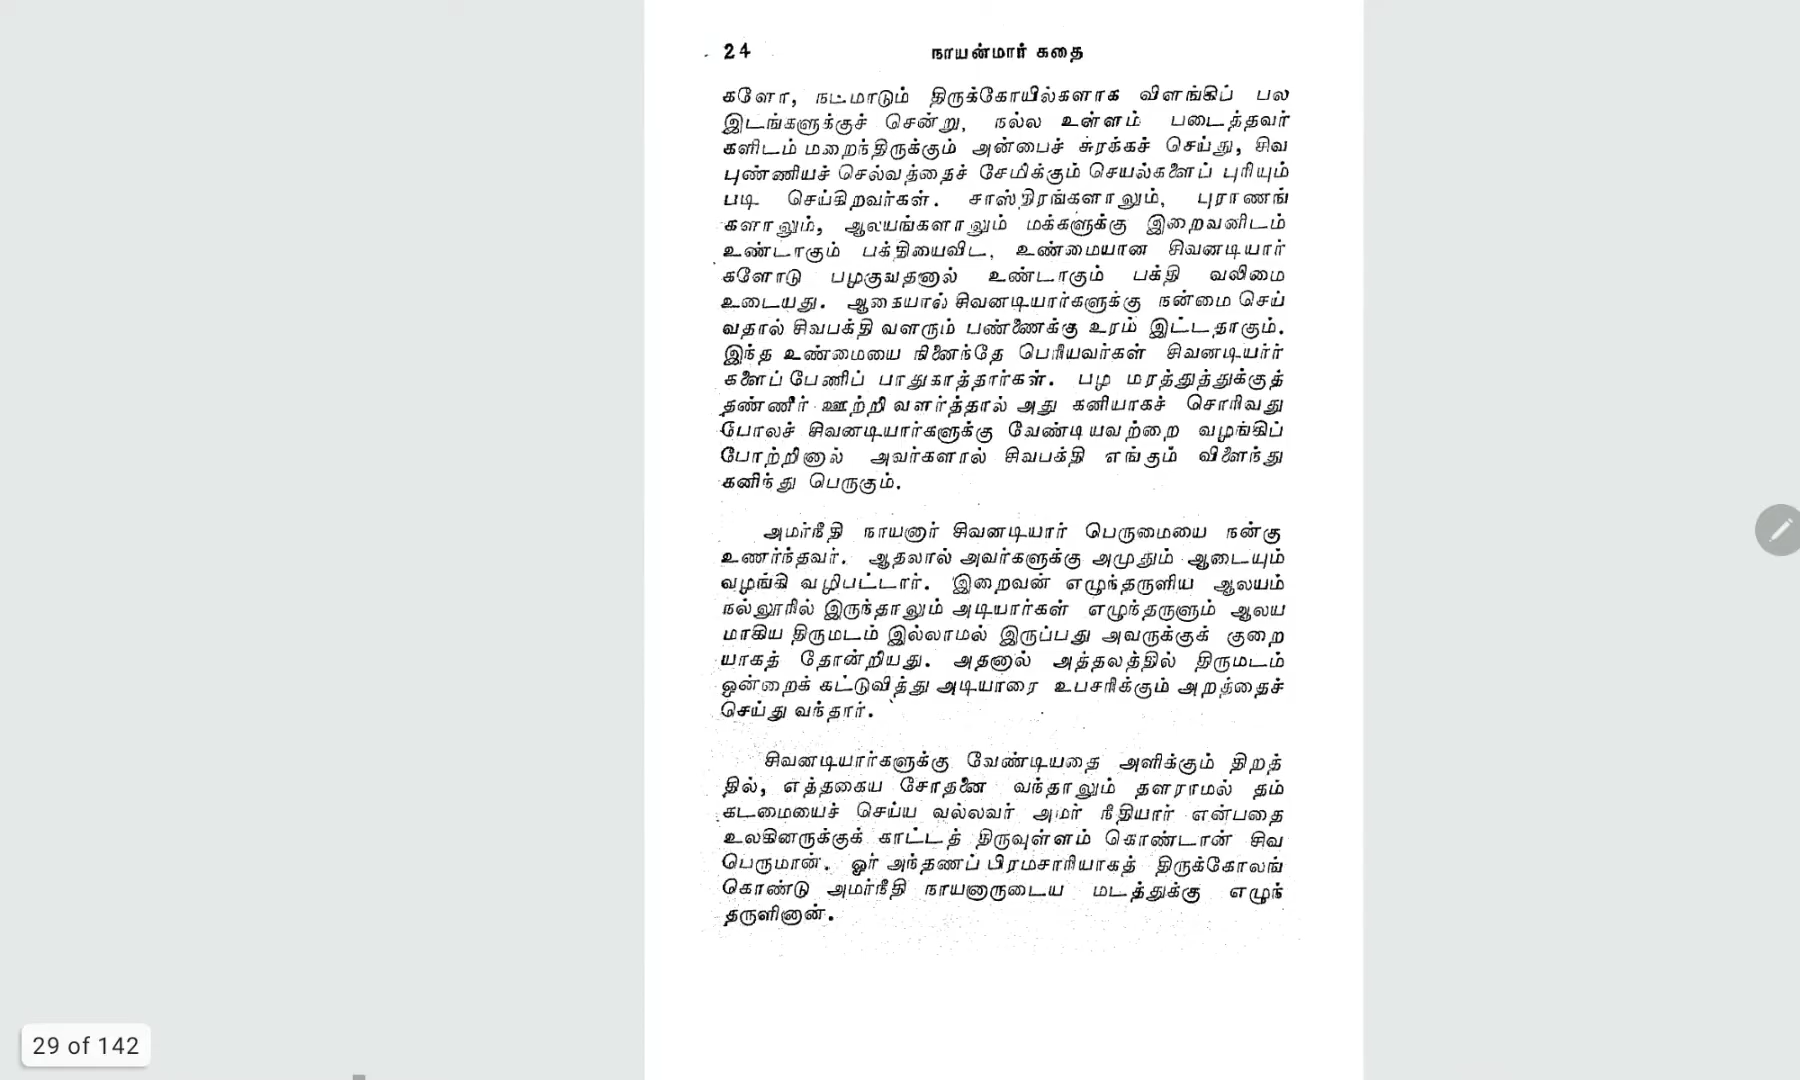 24
நாயன்மார் கதை
களோ, நடமாடும் திருக்கோயில்களாக விளங்கிப் பல
இடங்களுக்குச் சென்று, நல்ல உள்ளம் படைத்தவர்
களிடம் மறைந்திருக்கும் அன்பைச் சுரக்கச் செய்து, சிவ
புண்ணியச் செல்வத்தைச் சேமிக்கும் செயல்களைப் புரியும்
படி செய்கிறவர்கள். சாஸ்திரங்களாலும், புராணங்
களாலும், ஆலயங்களாலும் மக்களுக்கு இறைவனிடம்
உண்டாகும் பக்தியைவிட, உண்மையான சிவனடியார்
களோடு பழகுவதனால் உண்டாகும் பக்தி வலிமை
உடையது. ஆகையால் சிவனடியார்களுக்கு நன்மை செய்
வதால் சிவபக்தி வளரும் பண்ணைக்கு உரம் இட்டதாகும்.
இந்த உண்மையை நினைந்தே பெரியவர்கள் சிவனடியார்
களைப் பேணிப் பாதுகாத்தார்கள். பழ மரத்துத்துக்குத்
தண்ணீர் ஊற்றி வளர்த்தால் அது கனியாகச் சொரிவது
போலச் சிவனடியார்களுக்கு வேண்டியவற்றை வழங்கிப்
போற்றினால் அவர்களால் சிவபக்தி எங்கும் விளைந்து
கனிந்து பெருகும்.
அமர்நீதி நாயனார் சிவனடியார் பெருமையை நன்கு
உணர்ந்தவர். ஆதலால் அவர்களுக்கு அமுதும் ஆடையும்
வழங்கி வழிபட்டார். இறைவன் எழுந்தருளிய ஆலயம்
நல்லூரில் இருந்தாலும் அடியார்கள் எழுந்தருளும் ஆலய
மாகிய திருமடம் இல்லாமல் இருப்பது அவருக்குக் குறை
யாகத் தோன்றியது. அதனால் அத்தலத்தில் திருமடம்
ஒன்றைக் கட்டுவித்து அடியாரை உபசரிக்கும் அறத்தைச்
செய்து வந்தார்.
சிவனடியார்களுக்கு வேண்டியதை அளிக்கும் திறத்
தில், எத்தகைய சோதனை வந்தாலும் தளராமல் தம்
கடமையைச் செய்ய வல்லவர் அமர் நீதியார் என்பதை
உலகினருக்குக் காட்டத் திருவுள்ளம் கொண்டான் சிவ
பெருமான். ஓர் அந்தணப் பிரமசாரியாகத் திருக்கோலங்
கொண்டு அமர்நீதி நாயனாருடைய மடத்துக்கு எழுந்
தருளினான்.
29 of 142